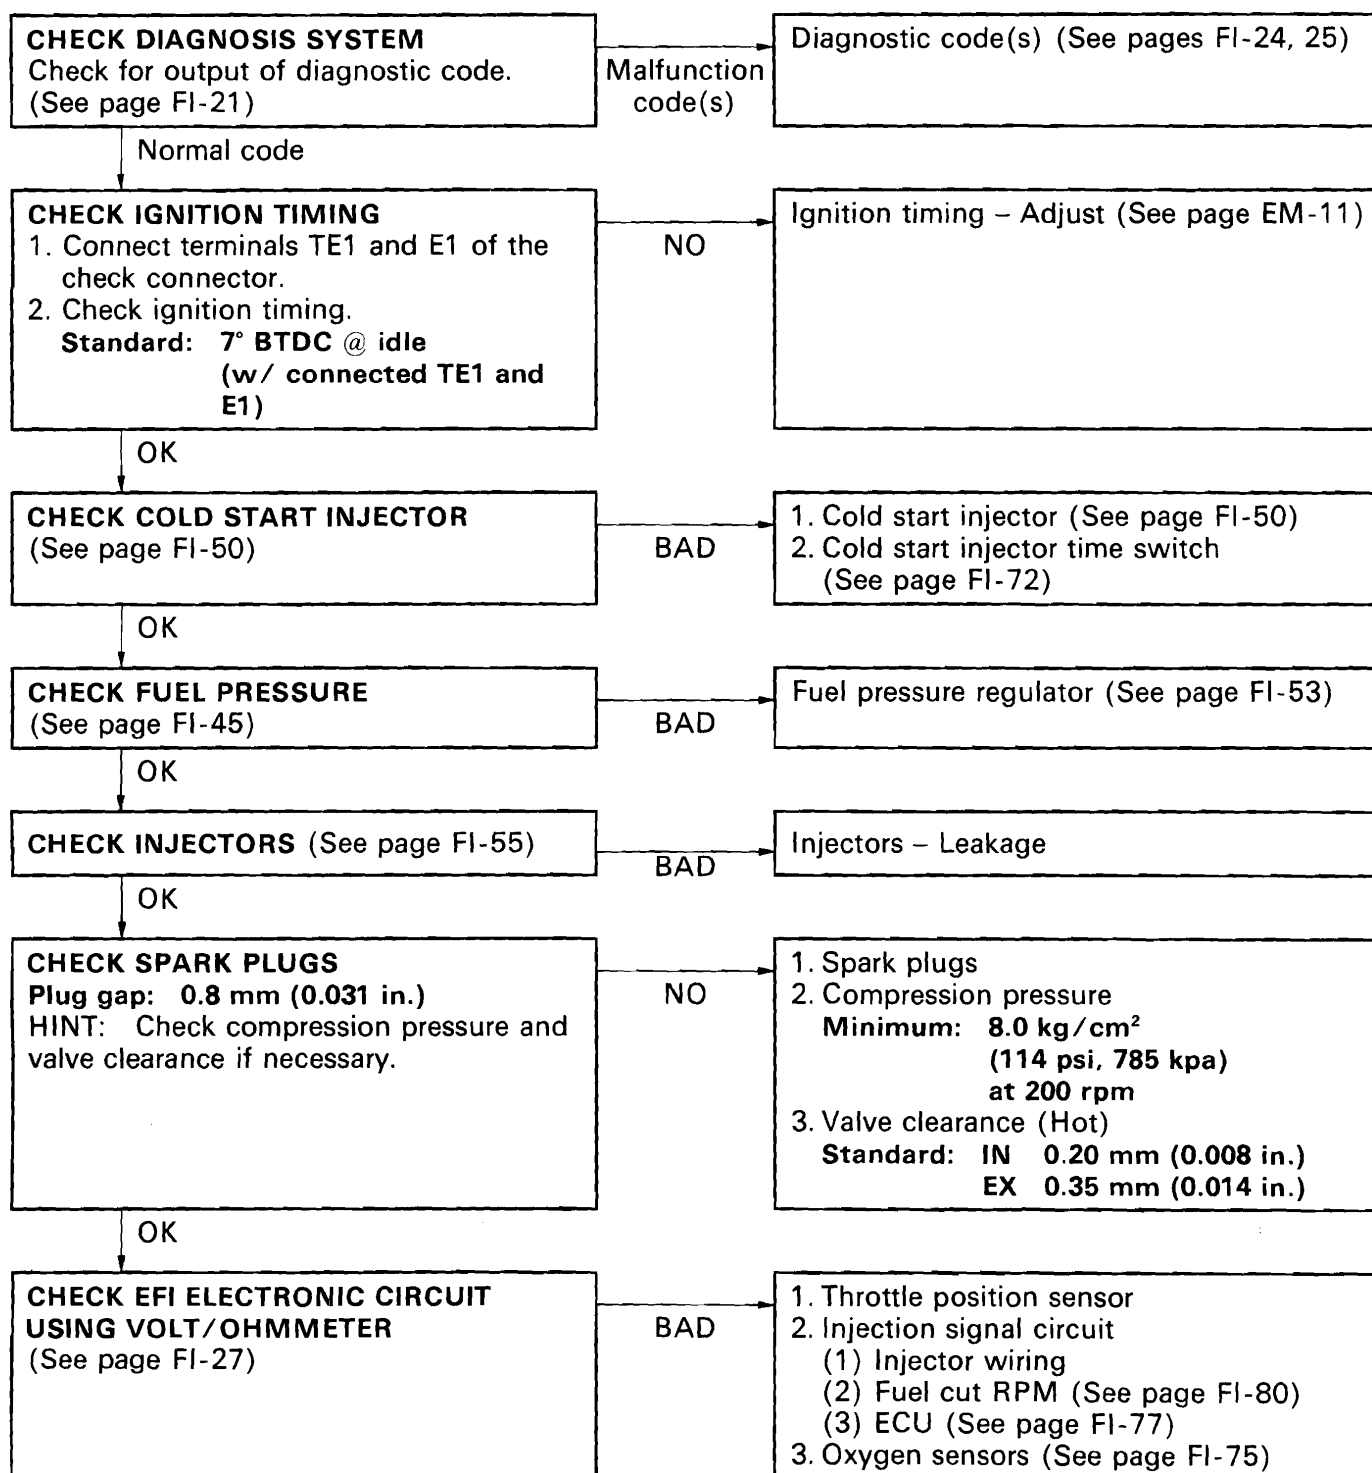 CHECK DIAGNOSIS SYSTEM
Check for output of diagnostic code.
(See page FI-21)
Malfunction
code(s)
Diagnostic code(s) (See pages FI-24, 25)
Normal code
CHECK IGNITION TIMING
1. Connect terminals TE1 and E1 of the
check connector.
2. Check ignition timing.
Standard: 7° BTDC @ idle
(w/ connected TE1 and
E1)
NO
Ignition timing – Adjust (See page EM-11)
OK
CHECK COLD START INJECTOR
(See page FI-50)
BAD
1. Cold start injector (See page FI-50)
2. Cold start injector time switch
(See page FI-72)
OK
CHECK FUEL PRESSURE
(See page FI-45)
BAD
Fuel pressure regulator (See page FI-53)
OK
CHECK INJECTORS (See page FI-55)
BAD
Injectors – Leakage
OK
CHECK SPARK PLUGS
Plug gap: 0.8 mm (0.031 in.)
HINT: Check compression pressure and
valve clearance if necessary.
NO
1. Spark plugs
2. Compression pressure
Minimum: 8.0 kg/cm²
(114 psi, 785 kpa)
at 200 rpm
3. Valve clearance (Hot)
Standard: IN 0.20 mm (0.008 in.)
EX 0.35 mm (0.014 in.)
OK
CHECK EFI ELECTRONIC CIRCUIT
USING VOLT/OHMMETER
(See page FI-27)
BAD
1. Throttle position sensor
2. Injection signal circuit
(1) Injector wiring
(2) Fuel cut RPM (See page FI-80)
(3) ECU (See page FI-77)
3. Oxygen sensors (See page FI-75)